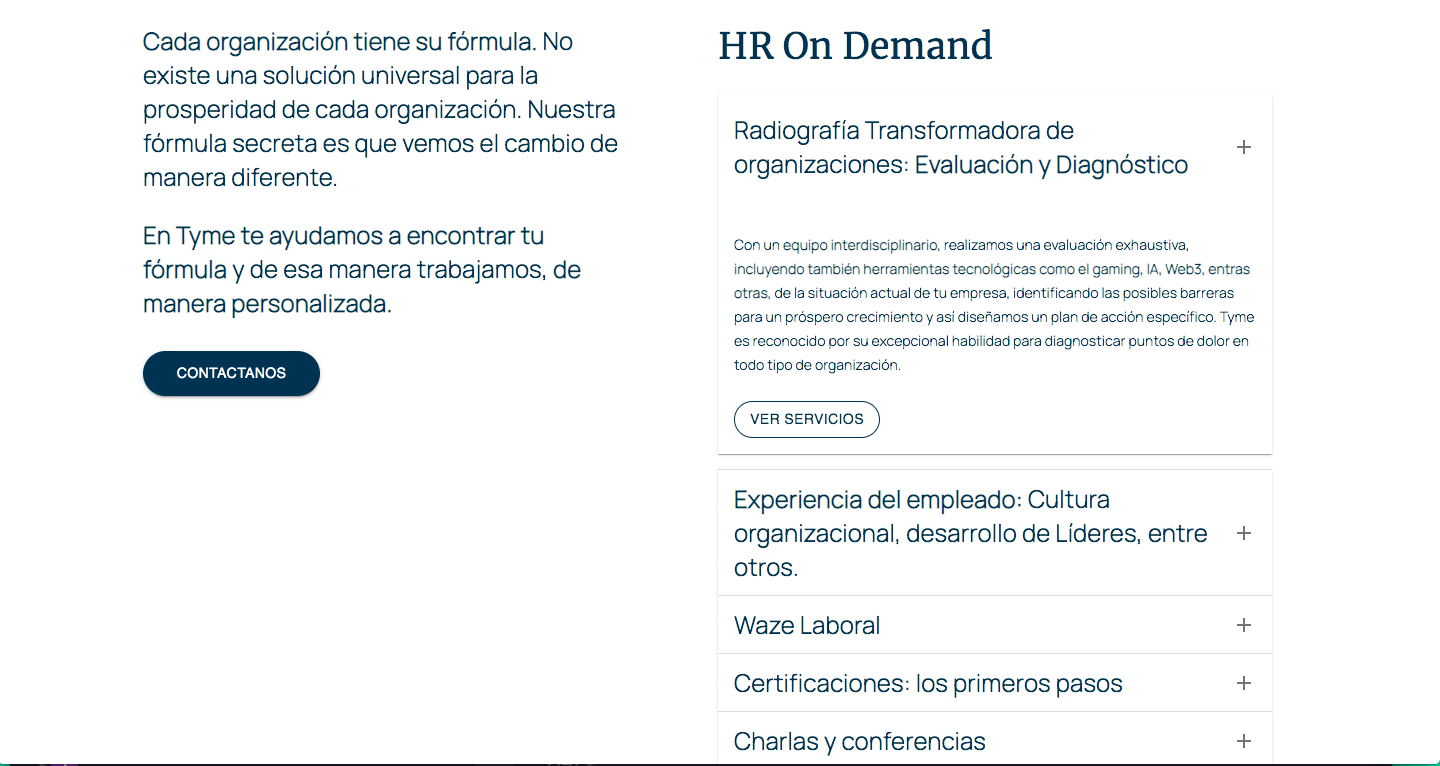 Cada organización tiene su fórmula. No
existe una solución universal para la
prosperidad de cada organización. Nuestra
fórmula secreta es que vemos el cambio de
manera diferente.
En Tyme te ayudamos a encontrar tu
fórmula y de esa manera trabajamos, de
manera personalizada.
CONTACTANOS
HR On Demand
Radiografía Transformadora de
organizaciones: Evaluación y Diagnóstico
Con un equipo interdisciplinario, realizamos una evaluación exhaustiva,
incluyendo también herramientas tecnológicas como el gaming, IA, Web3, entras
otras, de la situación actual de tu empresa, identificando las posibles barreras
para un próspero crecimiento y así diseñamos un plan de acción específico. Tyme
es reconocido por su excepcional habilidad para diagnosticar puntos de dolor en
todo tipo de organización.
VER SERVICIOS
Experiencia del empleado: Cultura
organizacional, desarrollo de Líderes, entre
otros.
Waze Laboral
Certificaciones: los primeros pasos
Charlas y conferencias